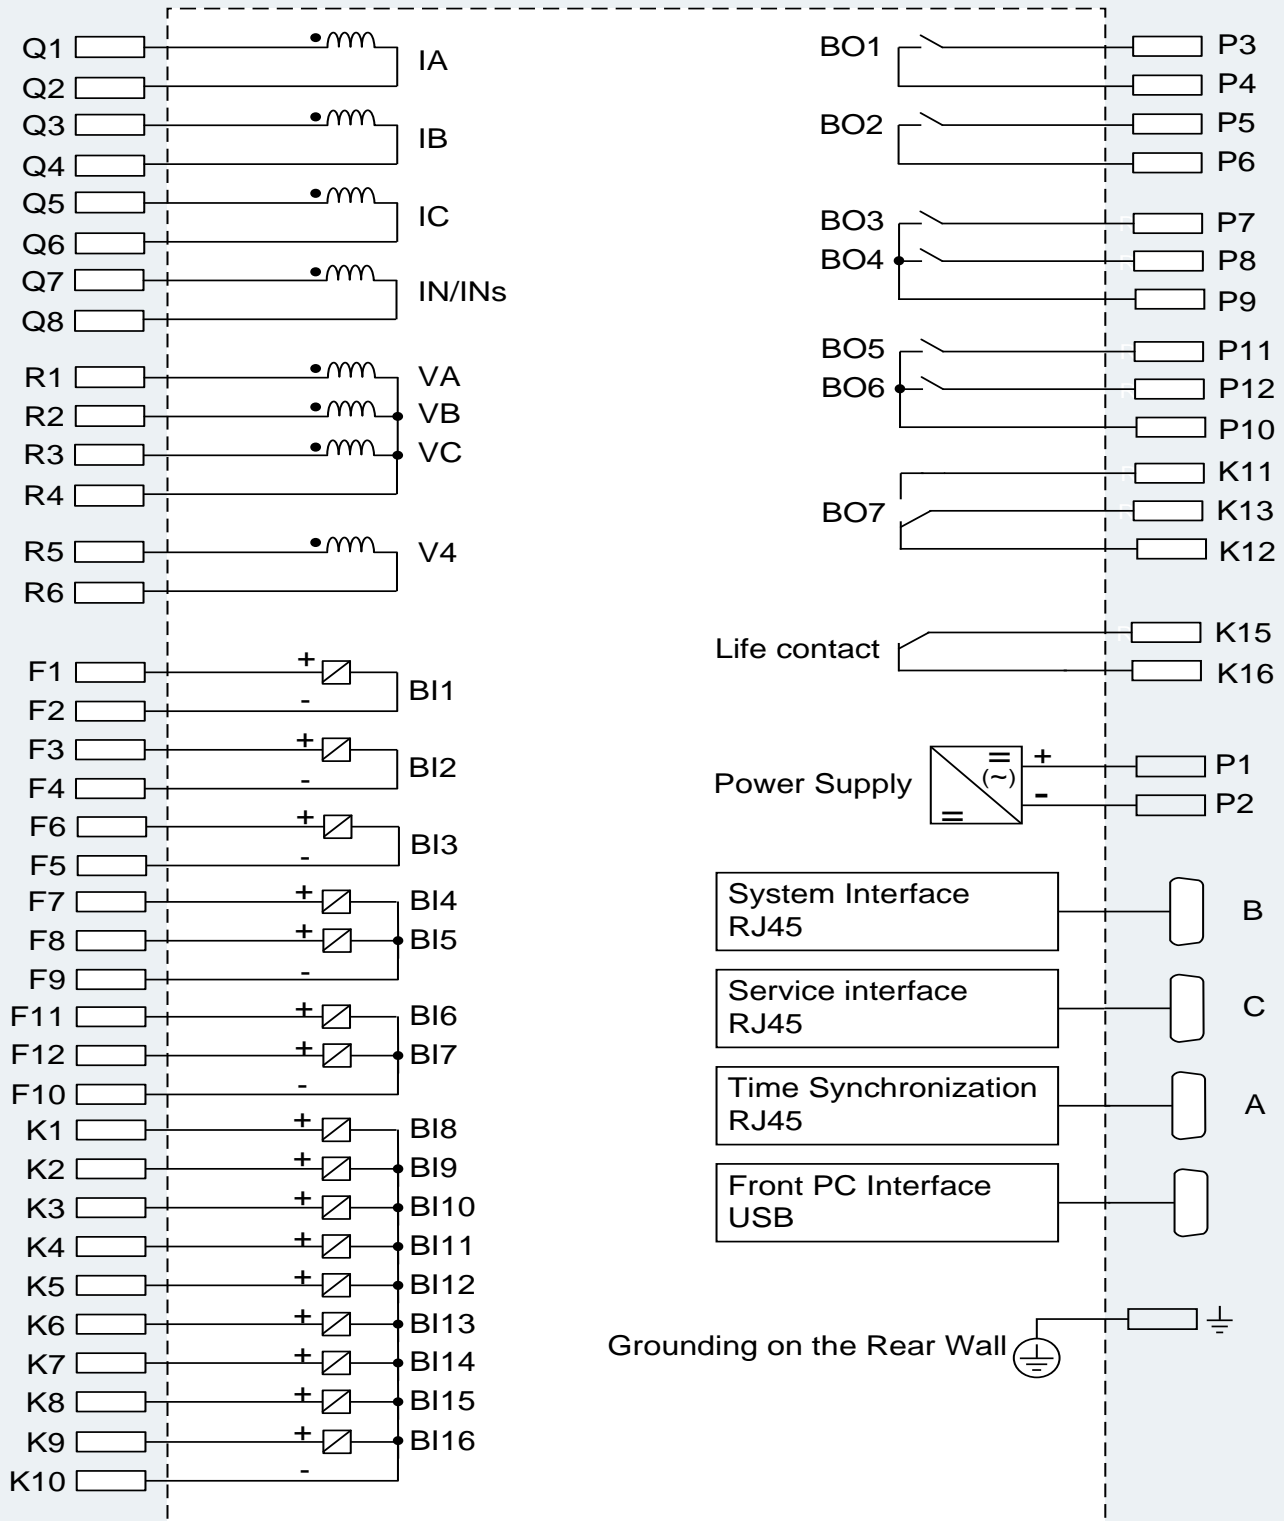 Q1
IA
Q2
Q3
IB
Q4
Q5
IC
Q6
Q7
IN/INs
Q8
R1
VA
R2
VB
R3
VC
R4
R5
V4
R6
F1
+
BI1
F2
-
F3
+
BI2
F4
-
F6
+
BI3
F5
-
F7
+
BI4
F8
+
BI5
F9
-
F11
+
BI6
F12
+
BI7
F10
-
K1
+
BI8
K2
+
BI9
K3
+
BI10
K4
+
BI11
K5
+
BI12
K6
+
BI13
K7
+
BI14
K8
+
BI15
K9
+
BI16
K10
-
BO1
P3
P4
BO2
P5
P6
BO3
P7
BO4
P8
P9
BO5
P11
BO6
P12
P10
K11
BO7
K13
K12
Life contact
K15
K16
Power Supply
=
(~)
=
+
-
P1
P2
System Interface
RJ45
B
Service interface
RJ45
C
Time Synchronization
RJ45
A
Front PC Interface
USB
Grounding on the Rear Wall